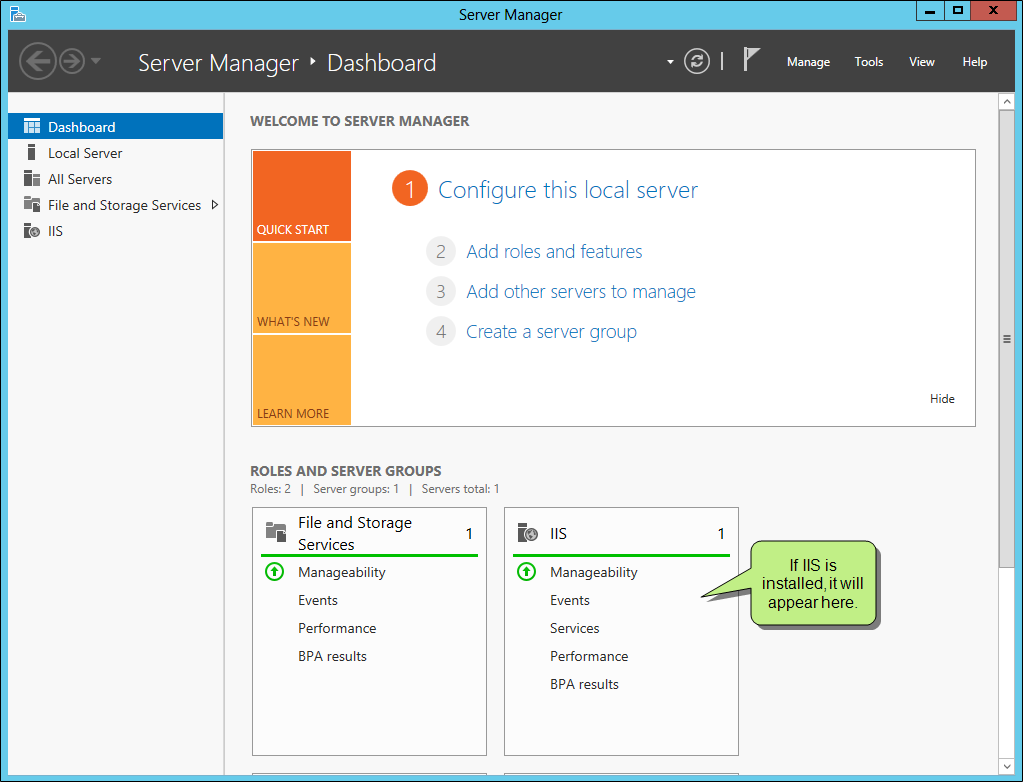 Server Manager
Server Manager ‣ Dashboard
Manage Tools View Help
Dashboard
Local Server
All Servers
File and Storage Services
IIS
WELCOME TO SERVER MANAGER
QUICK START
WHAT'S NEW
LEARN MORE
1 Configure this local server
2 Add roles and features
3 Add other servers to manage
4 Create a server group
Hide
ROLES AND SERVER GROUPS
Roles: 2 | Server groups: 1 | Servers total: 1
File and Storage
Services
1
Manageability
Events
Performance
BPA results
IIS 1
Manageability
Events
Services
Performance
BPA results
If IIS is
installed, it will
appear here.